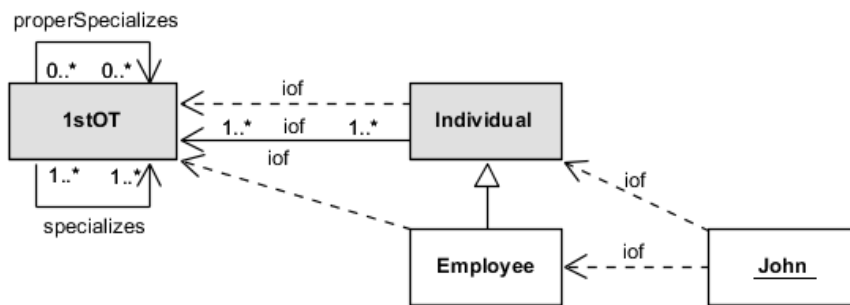 properSpecializes
0..* 0..*
iof
1stOT
Individual
1..* iof 1..*
iof
1..* 1..*
iof
specializes
Employee
iof
John